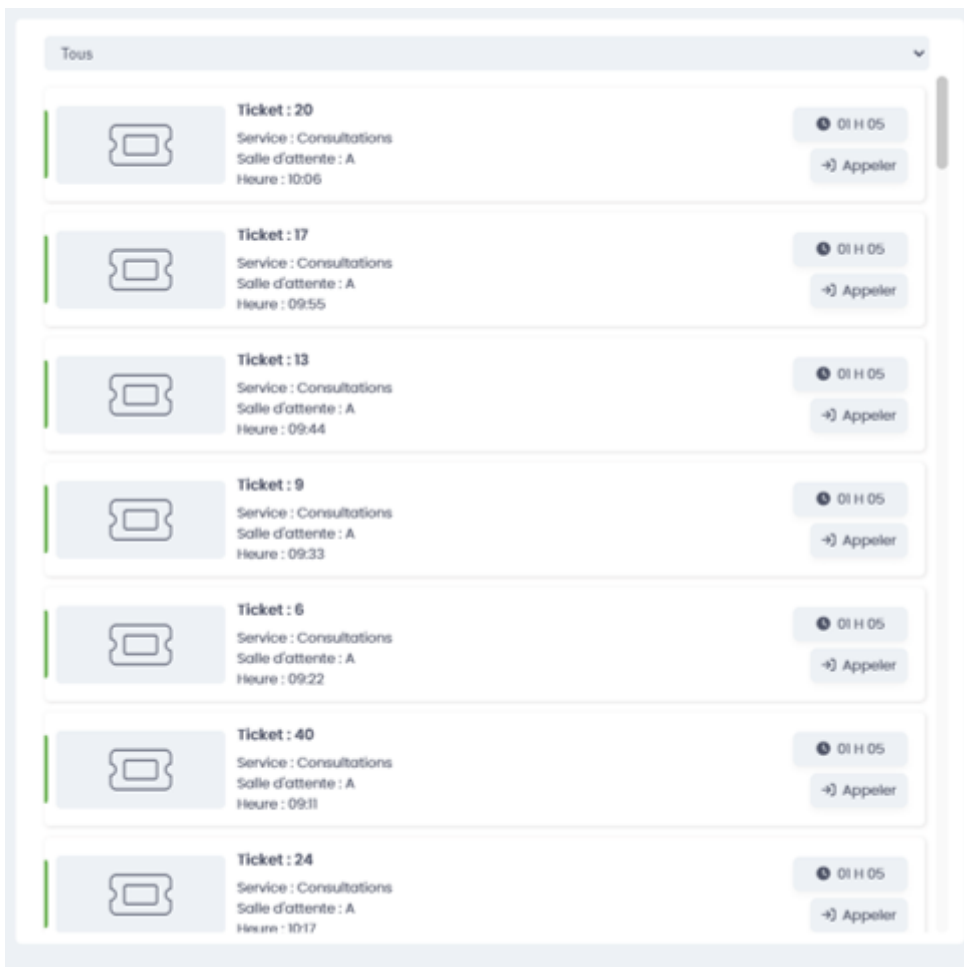 Tous
Ticket : 20
Service : Consultations
Salle d'attente : A
Heure : 10:06
01 H 05
Appeler
Ticket : 17
Service : Consultations
Salle d'attente : A
Heure : 09:55
01 H 05
Appeler
Ticket : 13
Service : Consultations
Salle d'attente : A
Heure : 09:44
01 H 05
Appeler
Ticket : 9
Service : Consultations
Salle d'attente : A
Heure : 09:33
01 H 05
Appeler
Ticket : 6
Service : Consultations
Salle d'attente : A
Heure : 09:22
01 H 05
Appeler
Ticket : 40
Service : Consultations
Salle d'attente : A
Heure : 09:11
01 H 05
Appeler
Ticket : 24
Service : Consultations
Salle d'attente : A
Heure : 10:17
01 H 05
Appeler